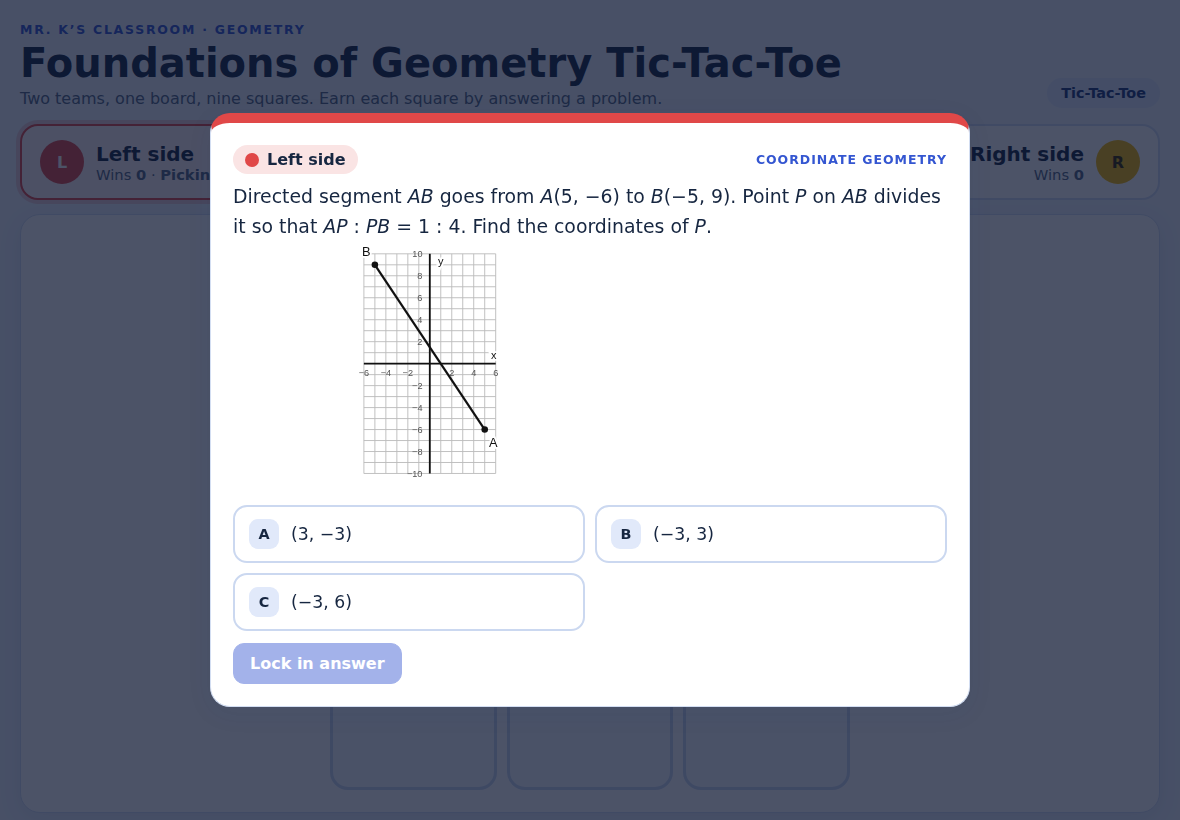 MR. K’S CLASSROOM · GEOMETRY
Foundations of Geometry Tic-Tac-Toe
Two teams, one board, nine squares. Earn each square by answering a problem.
Tic-Tac-Toe
L
Left side
Wins 0 · Pickin
Right side
Wins 0
R
Left side
COORDINATE GEOMETRY
Directed segment AB goes from A(5, −6) to B(−5, 9). Point P on AB divides
it so that AP : PB = 1 : 4. Find the coordinates of P.
B
10
y
8
6
4
2
x
−6 −4 −2 2 4 6
−2
−4
−6
A
−8
−10
A (3, −3)
B (−3, 3)
C (−3, 6)
Lock in answer